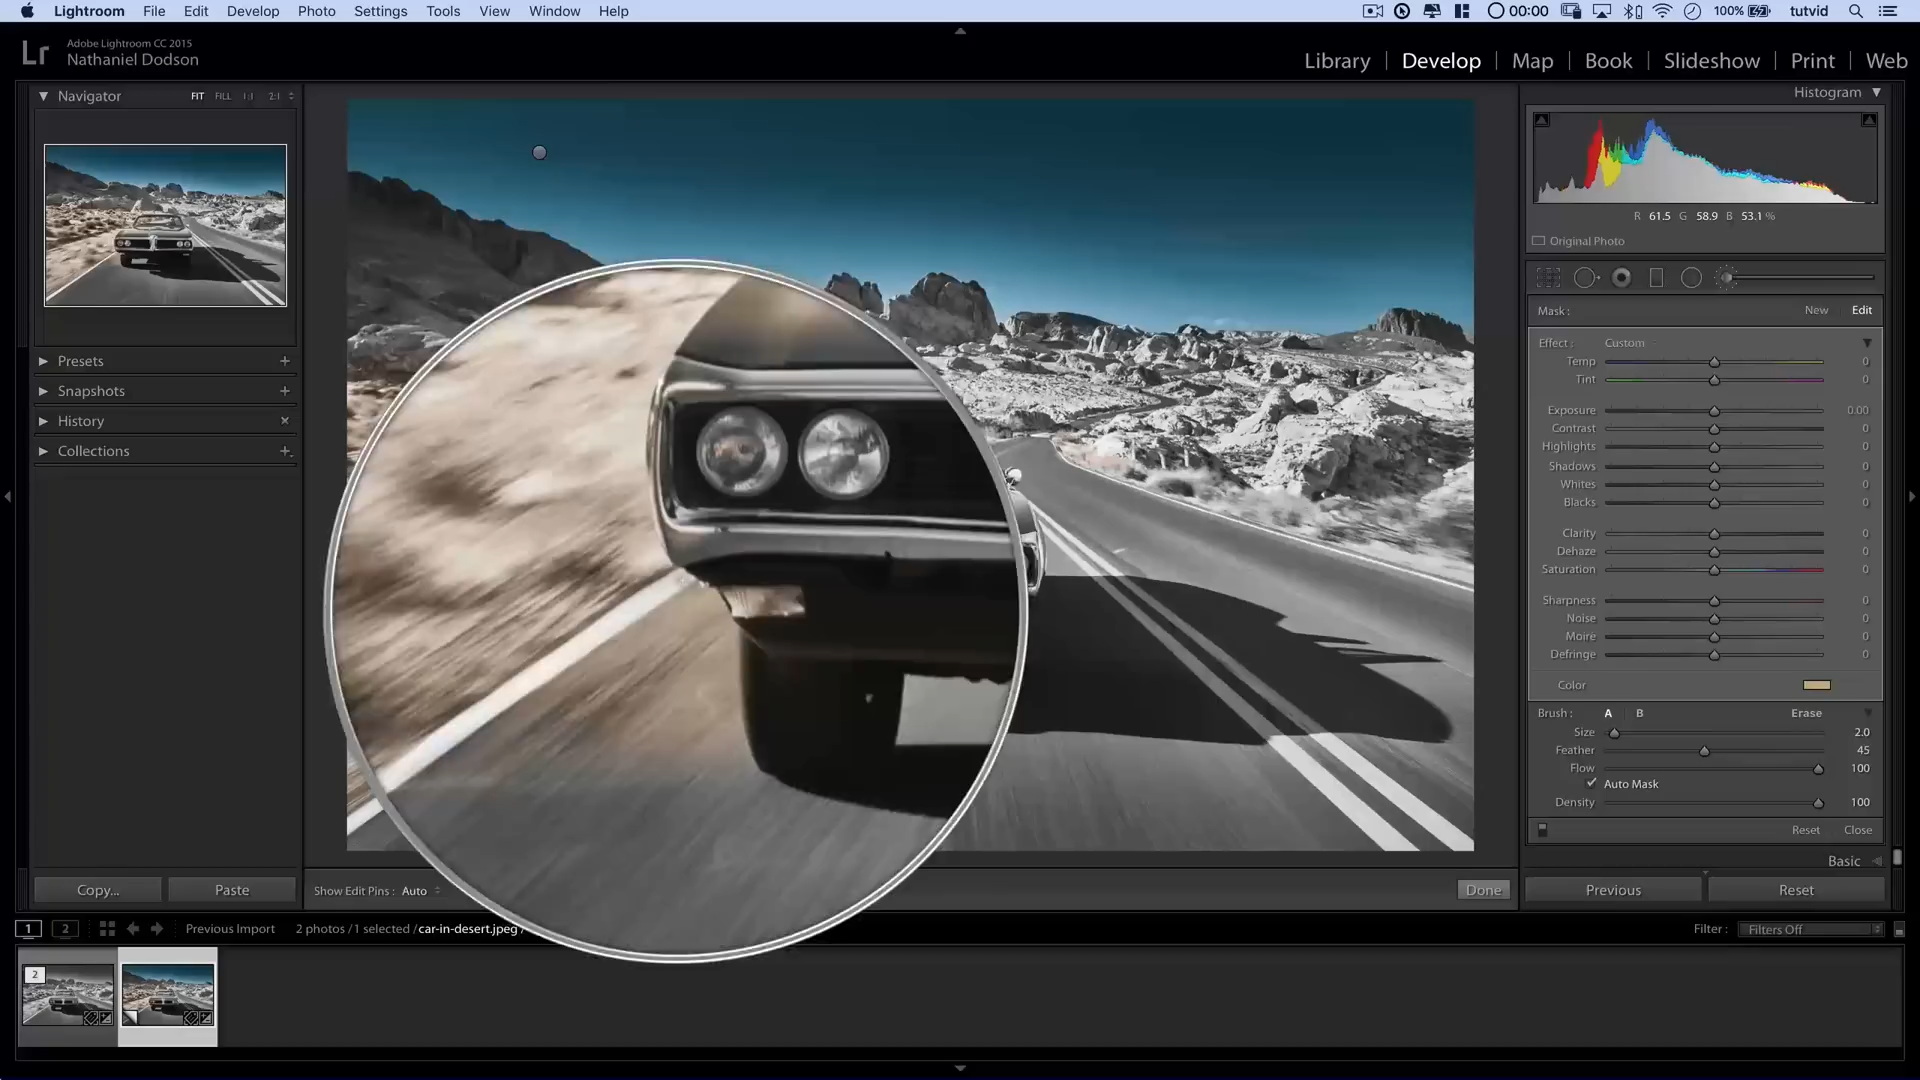 Lightroom File Edit Develop Photo Settings Tools View Window Help 00:00 100% tutvid
Lr Adobe Lightroom CC 2015
Nathaniel Dodson
Library | Develop | Map | Book | Slideshow | Print | Web
Navigator FIT FILL 1:1 2:1
Histogram
R 61.5 G 58.9 B 53.1 %
Original Photo
Mask : New Edit
Effect : Custom
Temp 0
Tint 0
Exposure 0.00
Contrast 0
Highlights 0
Shadows 0
Whites 0
Blacks 0
Clarity 0
Dehaze 0
Saturation 0
Sharpness 0
Noise 0
Moire 0
Defringe 0
Color
Brush : A B Erase
Size 2.0
Feather 45
Flow 100
Auto Mask
Density 100
Reset Close
Basic
Previous Reset
Presets
Snapshots
History
Collections
Copy... Paste
Show Edit Pins : Auto
Done
1 2 Previous Import 2 photos / 1 selected / car-in-desert.jpeg /
Filter : Filters Off
2